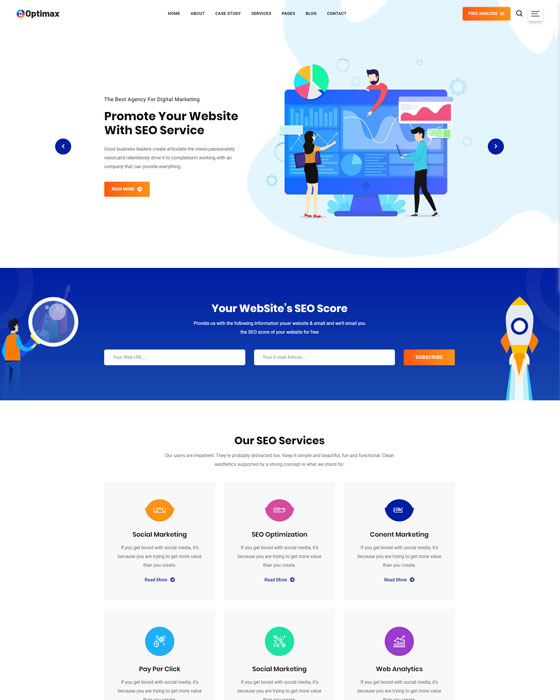 Optimax
HOME ABOUT CASE STUDY SERVICES PAGES BLOG CONTACT
FREE ANALYSIS
The Best Agency For Digital Marketing
Promote Your Website
With SEO Service
Good business leaders create articulate the vision,passionately
vision,and relentlessly drive it to completion!! working with an
company that can provide everything.
READ MORE
Your WebSite's SEO Score
Provide us with the following information youer website & email and we'll email you
the SEO score of your website for free
Your Web URL...
Your E-mail Adrese...
SUBSCRIBE
Our SEO Services
Our users are impatient. They're probably distracted too. Keep it simple and beautiful, fun and functional. Clean
aesthetics supported by a strong concept is what we stand for.
Social Marketing
If you get bored with social media, it's
because you are trying to get more value
than you create.
Read More
SEO Optimization
If you get bored with social media, it's
because you are trying to get more value
than you create.
Read More
Conent Marketing
If you get bored with social media, it's
because you are trying to get more value
than you create.
Read More
Pay Per Click
If you get bored with social media, it's
because you are trying to get more value
Social Marketing
If you get bored with social media, it's
because you are trying to get more value
Web Analytics
If you get bored with social media, it's
because you are trying to get more value